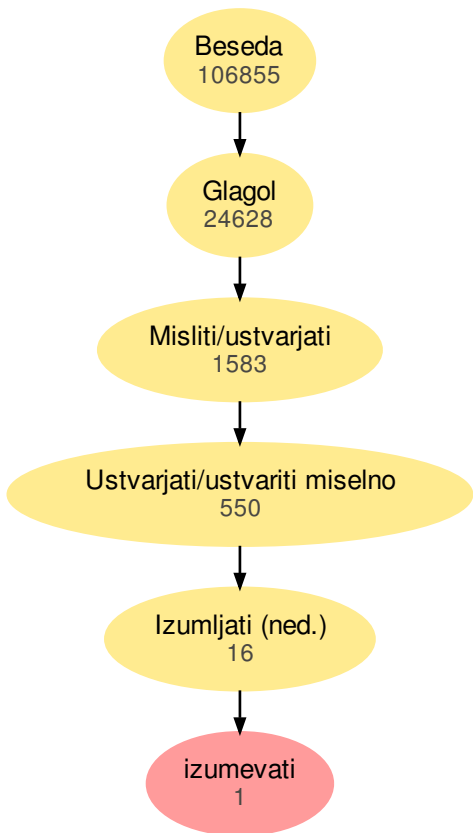 Beseda
106855
Glagol
24628
Misliti/ustvarjati
1583
Ustvarjati/ustvariti miselno
550
Izumljati (ned.)
16
izumevati
1